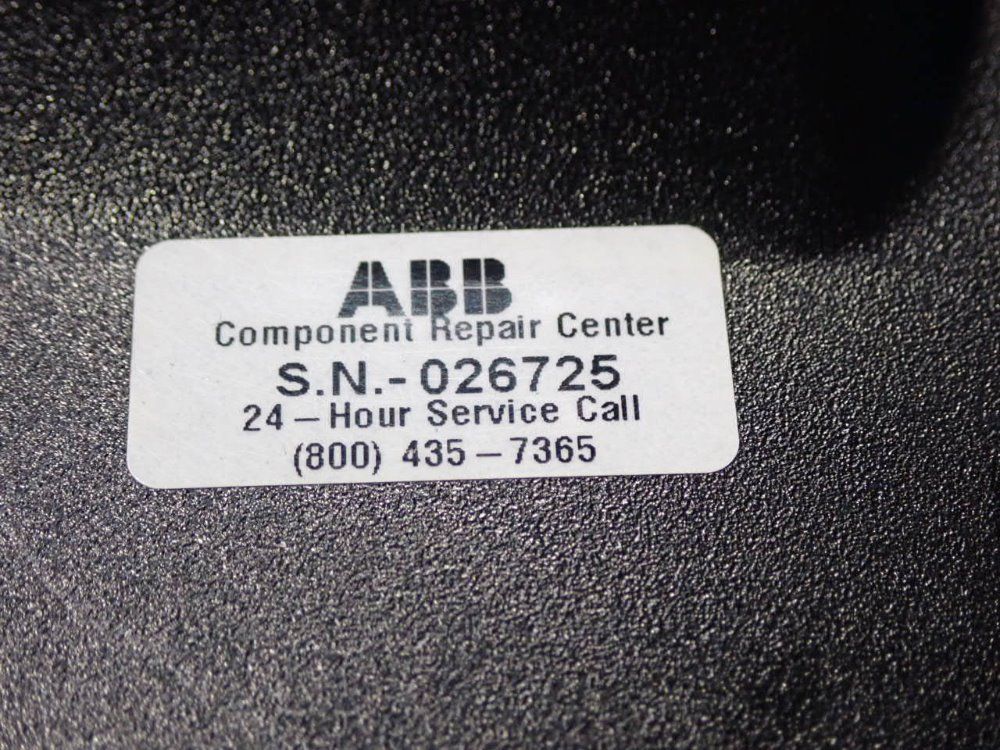 ABB
Component Repair Center
S.N.-026725
24-Hour Service Call
(800) 435-7365